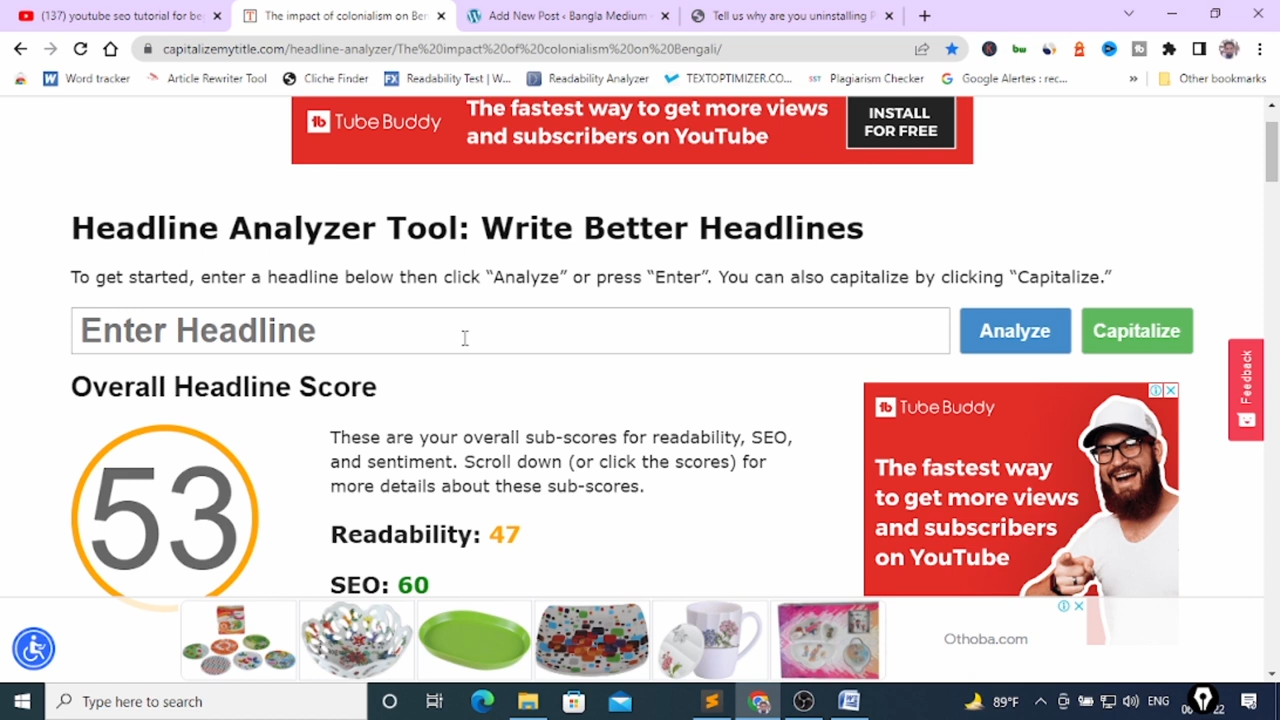 (137) youtube seo tutorial for be
The impact of colonialism on Ben
Add New Post ‹ Bangla Medium ‹
Tell us why are you uninstalling P
capitalizemytitle.com/headline-analyzer/The%20impact%20of%20colonialism%20on%20Bengali/
Word tracker
Article Rewriter Tool
Cliche Finder
Readability Test | W...
Readability Analyzer
TEXTOPTIMIZER.CO...
Plagiarism Checker
Google Alertes : rec...
»
Other bookmarks
TubeBuddy
The fastest way to get more views
and subscribers on YouTube
INSTALL
FOR FREE
Headline Analyzer Tool: Write Better Headlines
To get started, enter a headline below then click “Analyze” or press “Enter”. You can also capitalize by clicking “Capitalize.”
Enter Headline
Analyze
Capitalize
Feedback
Overall Headline Score
53
These are your overall sub-scores for readability, SEO,
and sentiment. Scroll down (or click the scores) for
more details about these sub-scores.
Readability: 47
SEO: 60
TubeBuddy
The fastest way
to get more views
and subscribers
on YouTube
Othoba.com
Type here to search
89°F
ENG